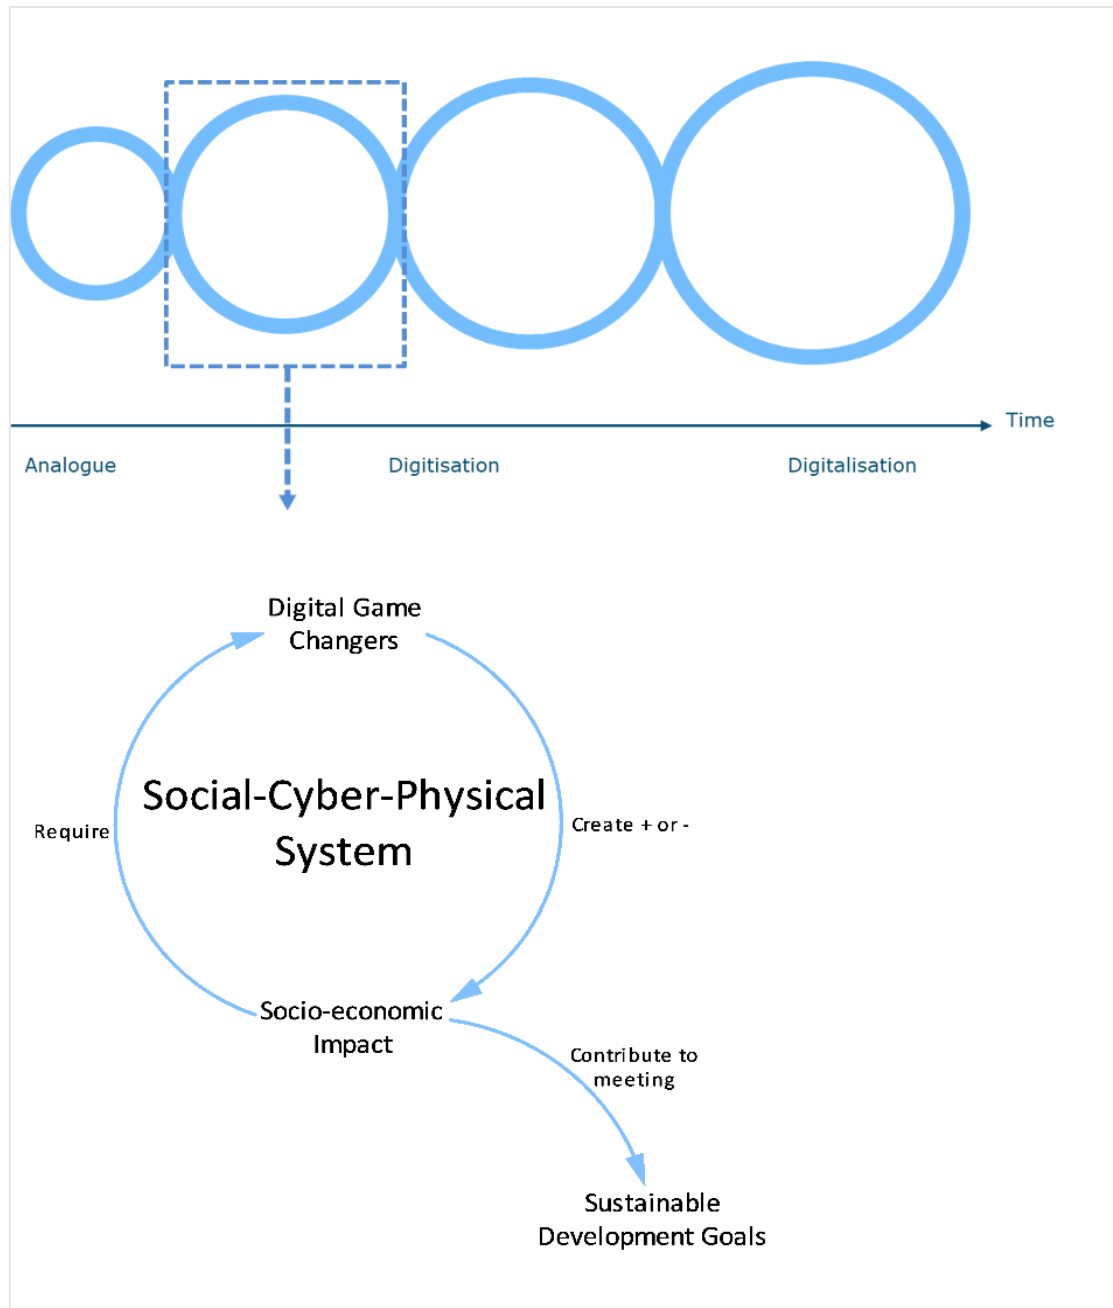 Time
Analogue
Digitisation
Digitalisation
Digital Game
Changers
Social-Cyber-Physical
System
Require
Create + or -
Socio-economic
Impact
Contribute to
meeting
Sustainable
Development Goals